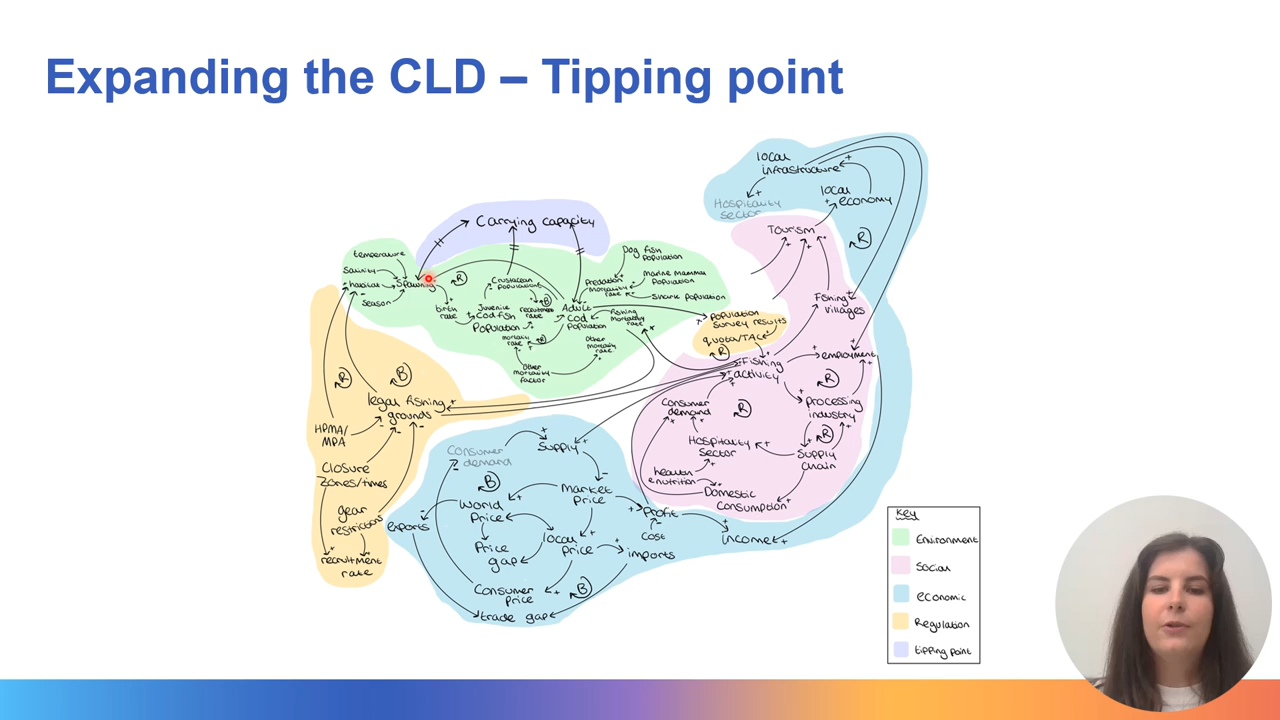 Expanding the CLD – Tipping point
local
infrastructure
+
Hospitality
sector
local
economy
Tourism
R
Carrying capacity
temperature
Salinity
habitat
Season
Spawning
R
birth
rate
Crustacean
Population
Juvenile
Codfish
Population
recruitment
rate
B
Adult
Cod
Population
mortality
rate
Other
mortality
factor
Other
mortality
rate
Dog fish
Population
Predation
mortality
rate
Marine mammal
Population
Shark population
fishing
mortality
rate
Population
Survey results
quota/TAC
R
Fishing
Villages
Fishing
activity
employment
R
Processing
industry
R
Supply
chain
Consumer
demand
R
Hospitality
Sector
health
& nutrition
Domestic
Consumption
R
B
legal fishing
grounds
HPMA/
MPA
Closure
Zones/times
gear
restrictions
recruitment
rate
Consumer
demand
Supply
B
Market
Price
World
Price
exports
Price
gap
local
Price
Profit
Cost
imports
income
Consumer
Price
B
trade gap
Key
Environment
Social
economic
Regulation
tipping point